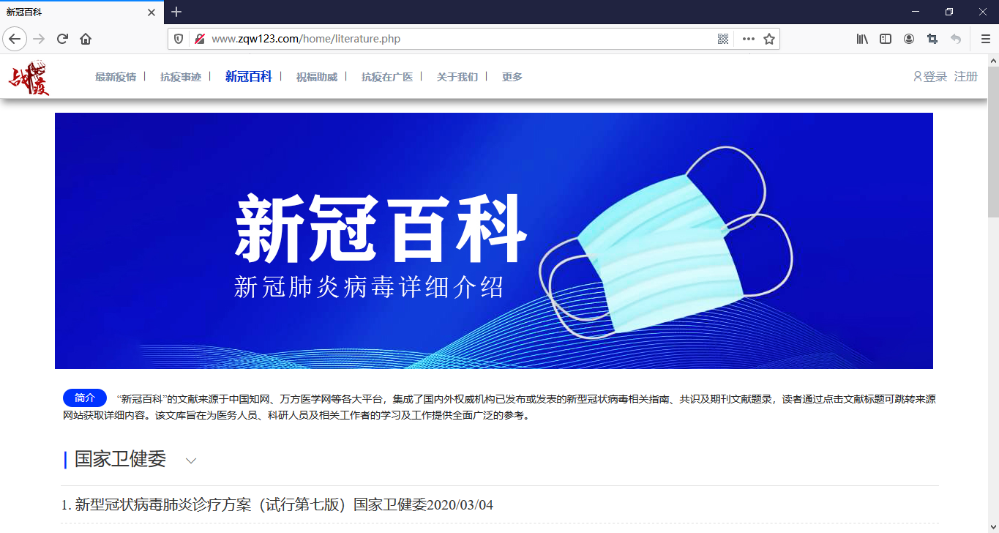 新冠百科
www.zqw123.com/home/literature.php
战疫
最新疫情 抗疫事迹 新冠百科 祝福助威 抗疫在广医 关于我们 更多 登录 注册
新冠百科
新冠肺炎病毒详细介绍
简介 “新冠百科”的文献来源于中国知网、万方医学网等各大平台，集成了国内外权威机构已发布或发表的新型冠状病毒相关指南、共识及期刊文献题录，读者通过点击文献标题可跳转来源
网站获取详细内容。该文库旨在为医务人员、科研人员及相关工作者的学习及工作提供全面广泛的参考。
国家卫健委
1. 新型冠状病毒肺炎诊疗方案（试行第七版）国家卫健委2020/03/04